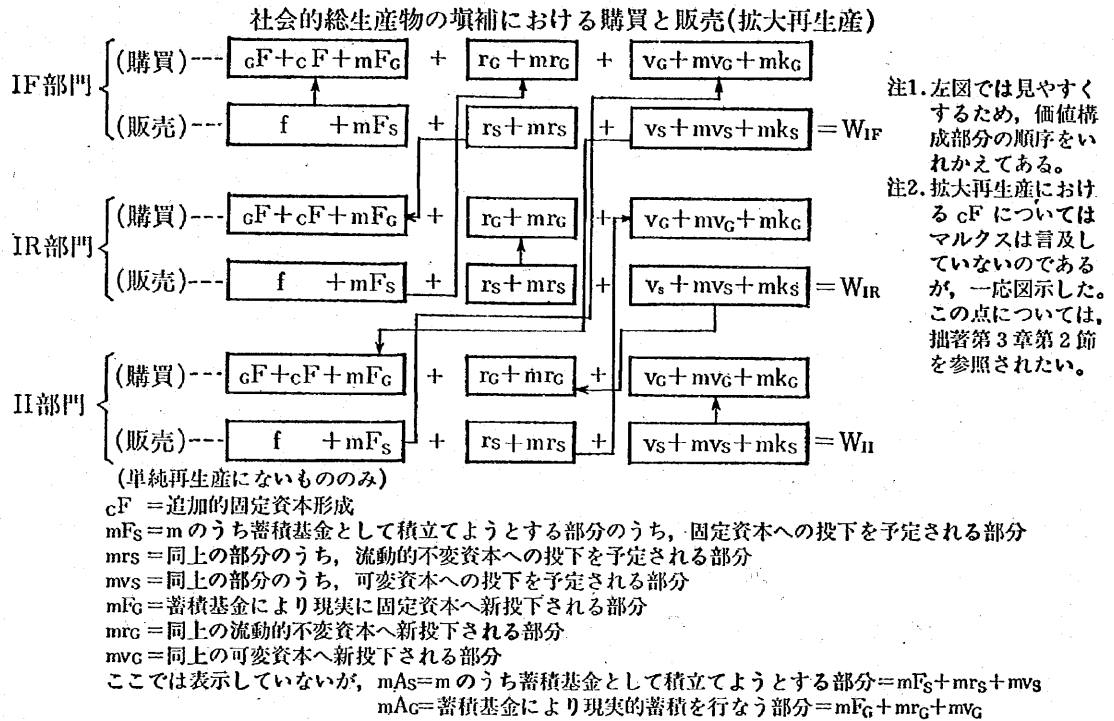 社会的総生産物の塡補における購買と販売(拡大再生産)
IF部門
(購買)---
GF+cF+mFG + rG+mrG + vG+mvG+mkG
(販売)---
f +mFS + rS+mrS + vS+mvS+mkS =WIF
IR部門
(購買)---
GF+cF+mFG + rG+mrG + vG+mvG+mkG
(販売)---
f +mFS + rS+mrS + vs+mvS+mkS =WIR
II部門
(購買)---
GF+cF+mFG + rG+mrG + vG+mvG+mkG
(販売)---
f +mFS + rS+mrS + vS+mvS+mkS =WII
注1. 左図では見やすく
するため,価値構
成部分の順序をい
れかえてある。
注2. 拡大再生産におけ
る cF については
マルクスは言及し
ていないのである
が,一応図示した。
この点については,
拙著第3章第2節
を参照されたい。
(単純再生産にないもののみ)
cF =追加的固定資本形成
mFS=mのうち蓄積基金として積立てようとする部分のうち,固定資本への投下を予定される部分
mrS=同上の部分のうち,流動的不変資本への投下を予定される部分
mvS=同上の部分のうち,可変資本への投下を予定される部分
mFG=蓄積基金により現実に固定資本へ新投下される部分
mrG=同上の流動的不変資本へ新投下される部分
mvG=同上の可変資本へ新投下される部分
ここでは表示していないが,mAS=mのうち蓄積基金として積立てようとする部分=mFS+mrS+mvS
mAG=蓄積基金により現実的蓄積を行なう部分=mFG+mrG+mvG